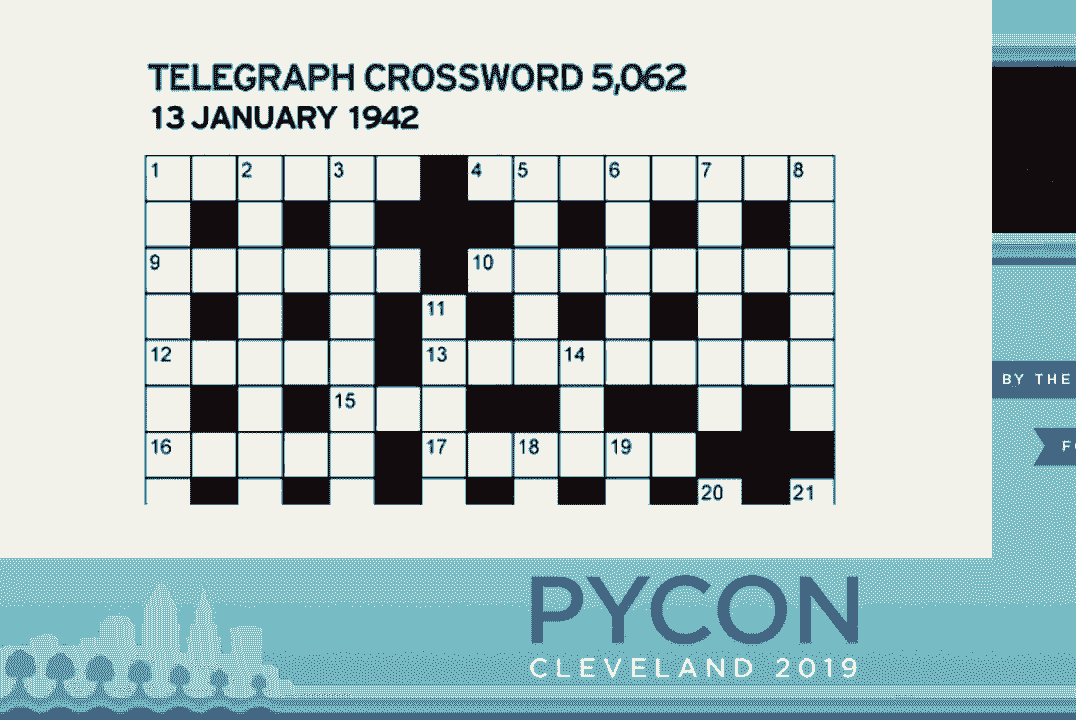 TELEGRAPH CROSSWORD 5,062
13 JANUARY 1942
1 2 3 4 5 6 7 8
9 10
11
12 13 14
15
16 17 18 19
20 21
BY THE
PYCON
CLEVELAND 2019